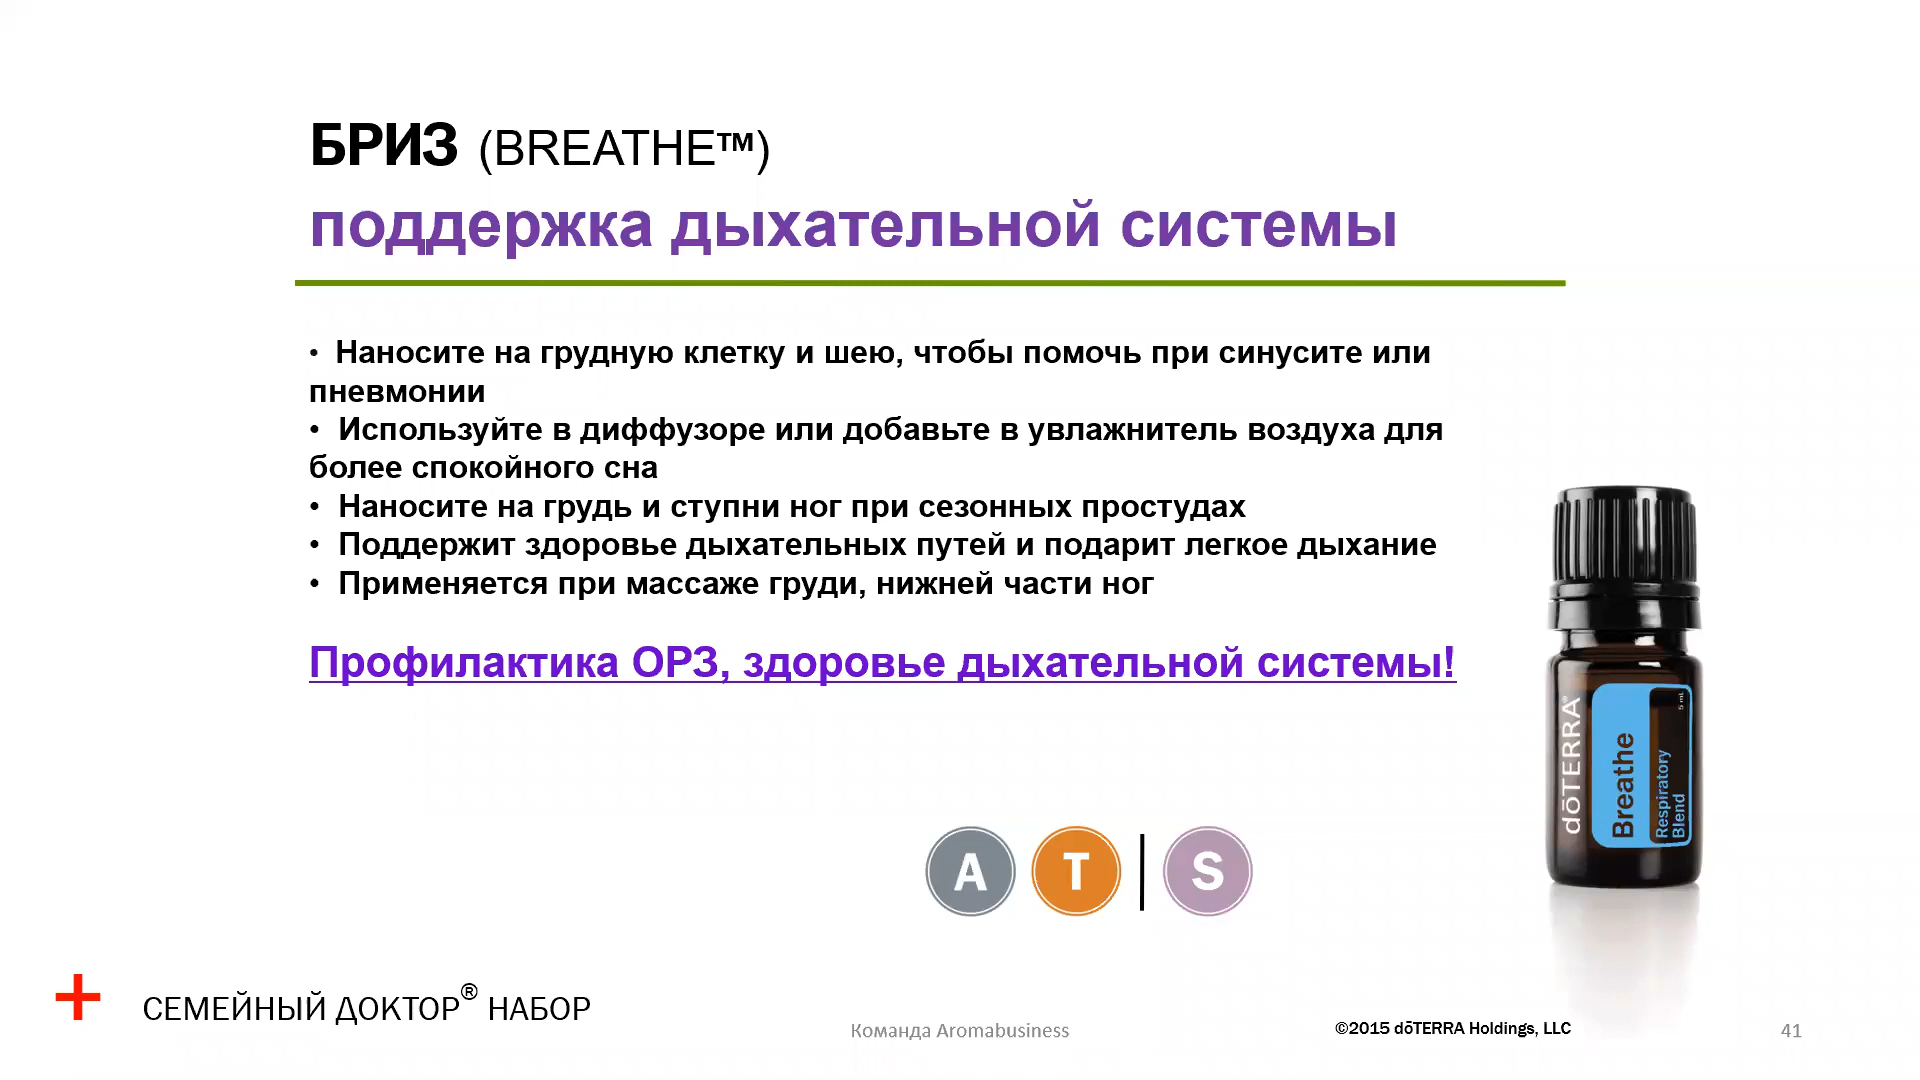 БРИЗ (BREATHE™)
поддержка дыхательной системы
• Наносите на грудную клетку и шею, чтобы помочь при синусите или
пневмонии
• Используйте в диффузоре или добавьте в увлажнитель воздуха для
более спокойного сна
• Наносите на грудь и ступни ног при сезонных простудах
• Поддержит здоровье дыхательных путей и подарит легкое дыхание
• Применяется при массаже груди, нижней части ног
Профилактика ОРЗ, здоровье дыхательной системы!
dōTERRA®
Breathe
Respiratory
Blend
5 mL
A T | S
+ СЕМЕЙНЫЙ ДОКТОР® НАБОР
Команда Aromabusiness
©2015 dōTERRA Holdings, LLC
41